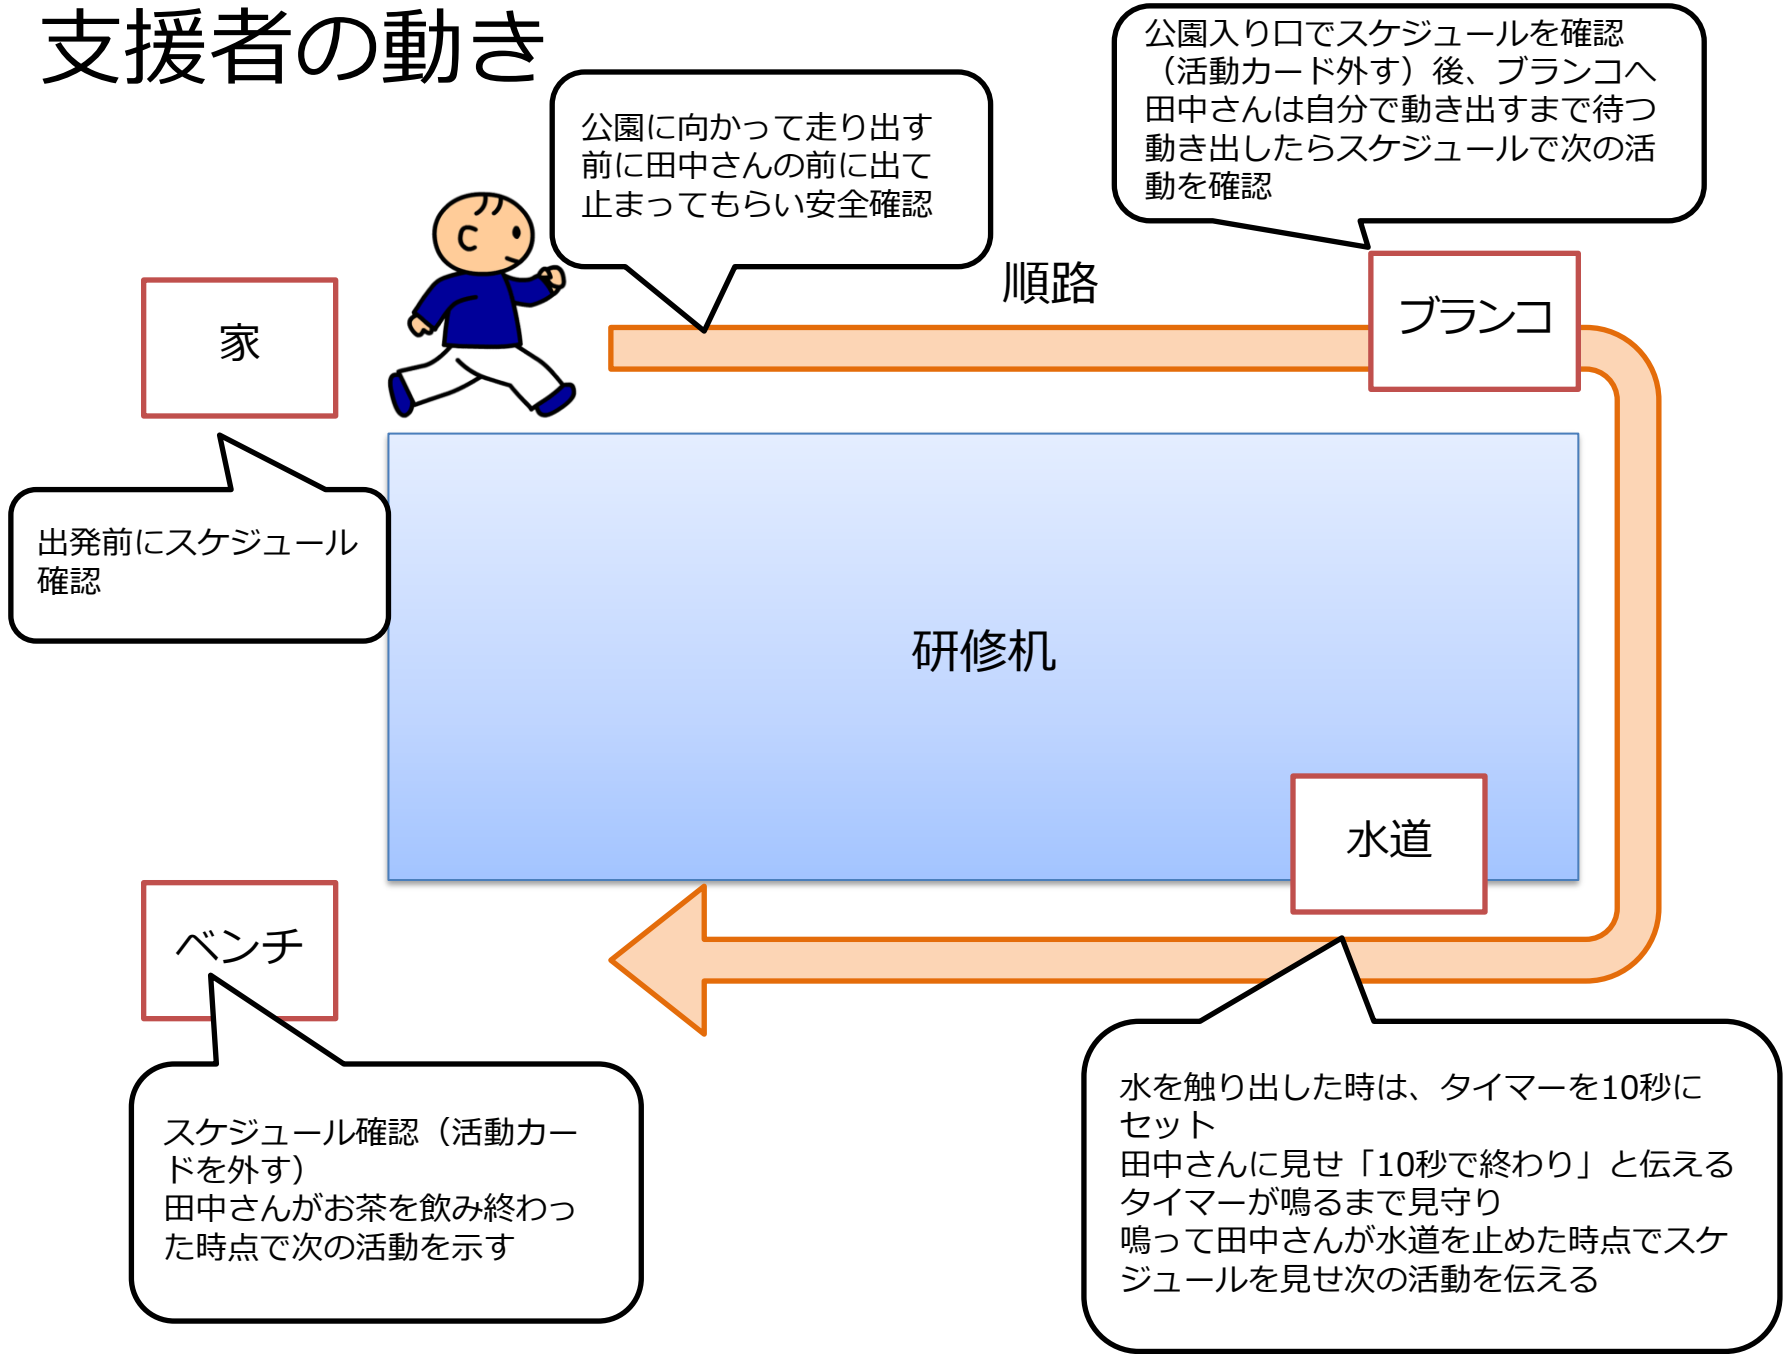 支援者の動き
公園入り口でスケジュールを確認
（活動カード外す）後、ブランコへ
田中さんは自分で動き出すまで待つ
動き出したらスケジュールで次の活
動を確認
公園に向かって走り出す
前に田中さんの前に出て
止まってもらい安全確認
順路
ブランコ
家
出発前にスケジュール
確認
研修机
水道
ベンチ
スケジュール確認（活動カー
ドを外す）
田中さんがお茶を飲み終わっ
た時点で次の活動を示す
水を触り出した時は、タイマーを10秒に
セット
田中さんに見せ「10秒で終わり」と伝える
タイマーが鳴るまで見守り
鳴って田中さんが水道を止めた時点でスケ
ジュールを見せ次の活動を伝える